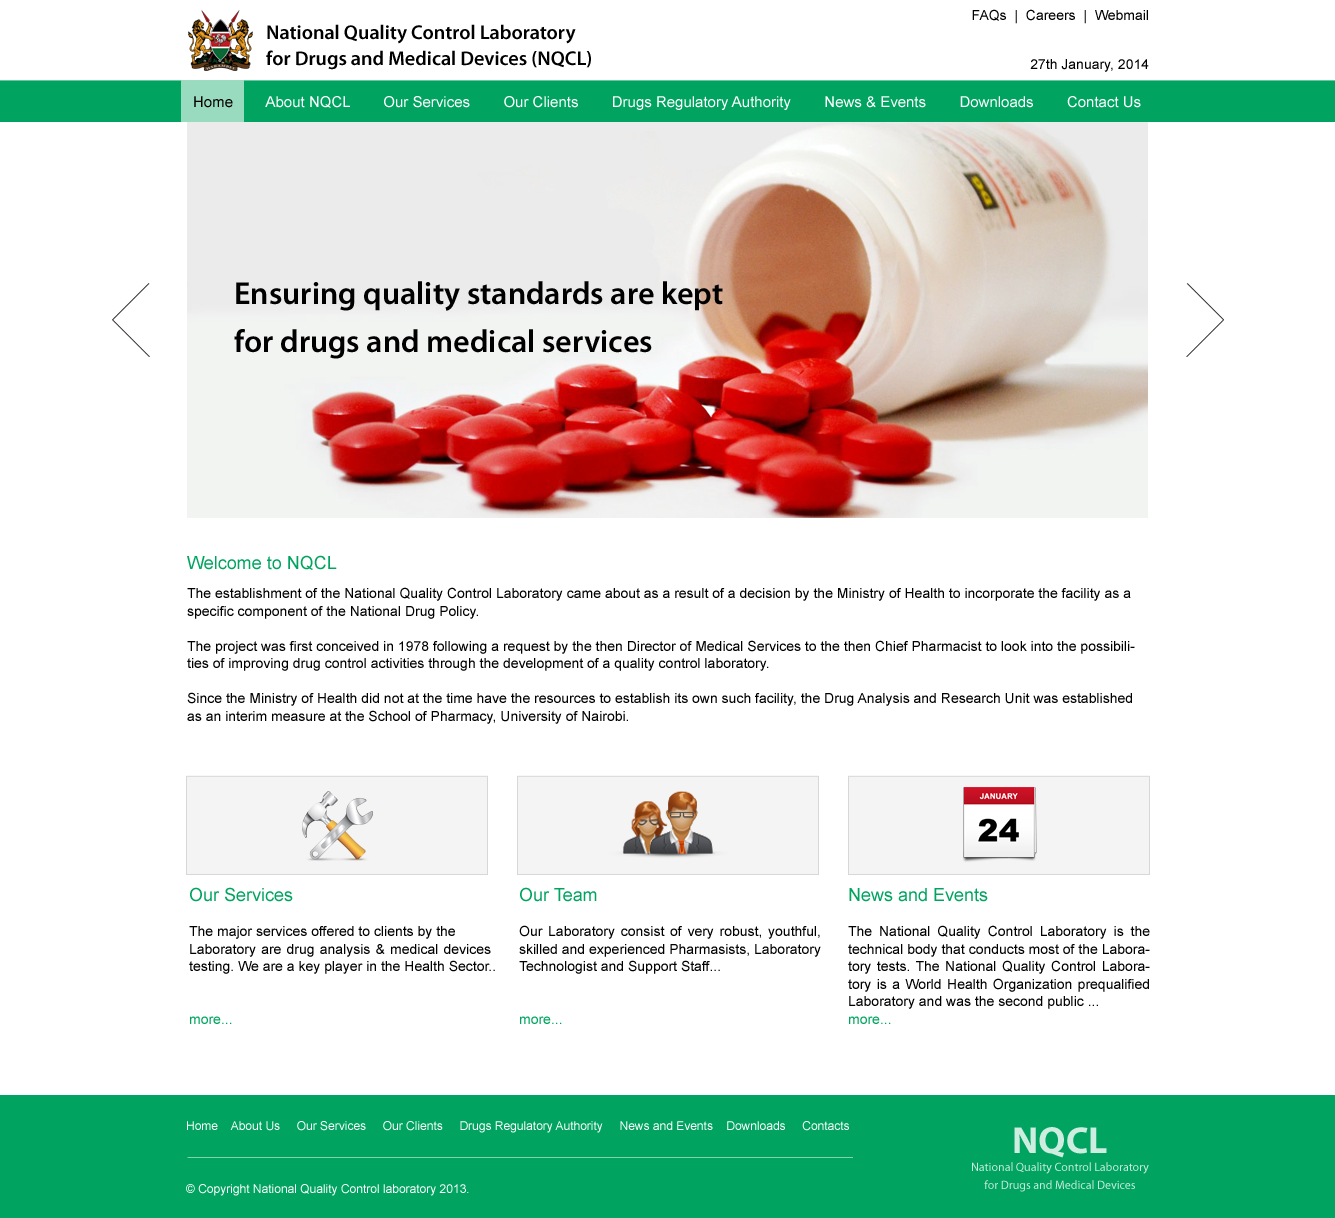 National Quality Control Laboratory
for Drugs and Medical Devices (NQCL)
FAQs | Careers | Webmail
27th January, 2014
Home About NQCL Our Services Our Clients Drugs Regulatory Authority News & Events Downloads Contact Us
Ensuring quality standards are kept
for drugs and medical services
Welcome to NQCL
The establishment of the National Quality Control Laboratory came about as a result of a decision by the Ministry of Health to incorporate the facility as a
specific component of the National Drug Policy.
The project was first conceived in 1978 following a request by the then Director of Medical Services to the then Chief Pharmacist to look into the possibili-
ties of improving drug control activities through the development of a quality control laboratory.
Since the Ministry of Health did not at the time have the resources to establish its own such facility, the Drug Analysis and Research Unit was established
as an interim measure at the School of Pharmacy, University of Nairobi.
JANUARY
24
Our Services
The major services offered to clients by the
Laboratory are drug analysis & medical devices
testing. We are a key player in the Health Sector..
more...
Our Team
Our Laboratory consist of very robust, youthful,
skilled and experienced Pharmasists, Laboratory
Technologist and Support Staff...
more...
News and Events
The National Quality Control Laboratory is the
technical body that conducts most of the Labora-
tory tests. The National Quality Control Labora-
tory is a World Health Organization prequalified
Laboratory and was the second public ...
more...
Home About Us Our Services Our Clients Drugs Regulatory Authority News and Events Downloads Contacts
© Copyright National Quality Control laboratory 2013.
NQCL
National Quality Control Laboratory
for Drugs and Medical Devices